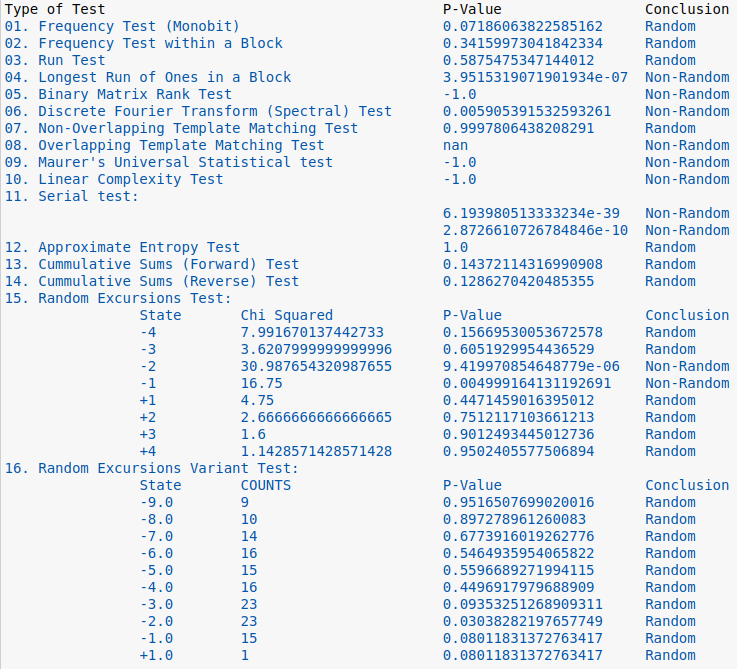 Type of Test P-Value Conclusion
01. Frequency Test (Monobit) 0.07186063822585162 Random
02. Frequency Test within a Block 0.34159973041842334 Random
03. Run Test 0.5875475347144012 Random
04. Longest Run of Ones in a Block 3.9515319071901934e-07 Non-Random
05. Binary Matrix Rank Test -1.0 Non-Random
06. Discrete Fourier Transform (Spectral) Test 0.005905391532593261 Non-Random
07. Non-Overlapping Template Matching Test 0.9997806438208291 Random
08. Overlapping Template Matching Test nan Non-Random
09. Maurer's Universal Statistical test -1.0 Non-Random
10. Linear Complexity Test -1.0 Non-Random
11. Serial test:
6.193980513333234e-39 Non-Random
2.8726610726784846e-10 Non-Random
12. Approximate Entropy Test 1.0 Random
13. Cummulative Sums (Forward) Test 0.14372114316990908 Random
14. Cummulative Sums (Reverse) Test 0.1286270420485355 Random
15. Random Excursions Test:
State Chi Squared P-Value Conclusion
-4 7.991670137442733 0.15669530053672578 Random
-3 3.6207999999999996 0.6051929954436529 Random
-2 30.987654320987655 9.419970854648779e-06 Non-Random
-1 16.75 0.004999164131192691 Non-Random
+1 4.75 0.4471459016395012 Random
+2 2.6666666666666665 0.7512117103661213 Random
+3 1.6 0.9012493445012736 Random
+4 1.1428571428571428 0.9502405577506894 Random
16. Random Excursions Variant Test:
State COUNTS P-Value Conclusion
-9.0 9 0.9516507699020016 Random
-8.0 10 0.897278961260083 Random
-7.0 14 0.6773916019262776 Random
-6.0 16 0.5464935954065822 Random
-5.0 15 0.5596689271994115 Random
-4.0 16 0.4496917979688909 Random
-3.0 23 0.09353251268909311 Random
-2.0 23 0.03038282197657749 Random
-1.0 15 0.08011831372763417 Random
+1.0 1 0.08011831372763417 Random